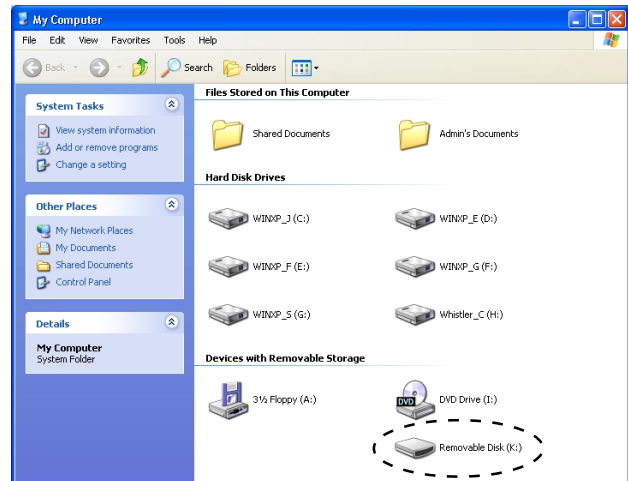 My Computer
File Edit View Favorites Tools Help
Back Search Folders
System Tasks
View system information
Add or remove programs
Change a setting
Other Places
My Network Places
My Documents
Shared Documents
Control Panel
Details
My Computer
System Folder
Files Stored on This Computer
Shared Documents Admin's Documents
Hard Disk Drives
WINXP_J (C:) WINXP_E (D:)
WINXP_F (E:) WINXP_G (F:)
WINXP_S (G:) Whistler_C (H:)
Devices with Removable Storage
3½ Floppy (A:) DVD DVD Drive (I:)
Removable Disk (K:)